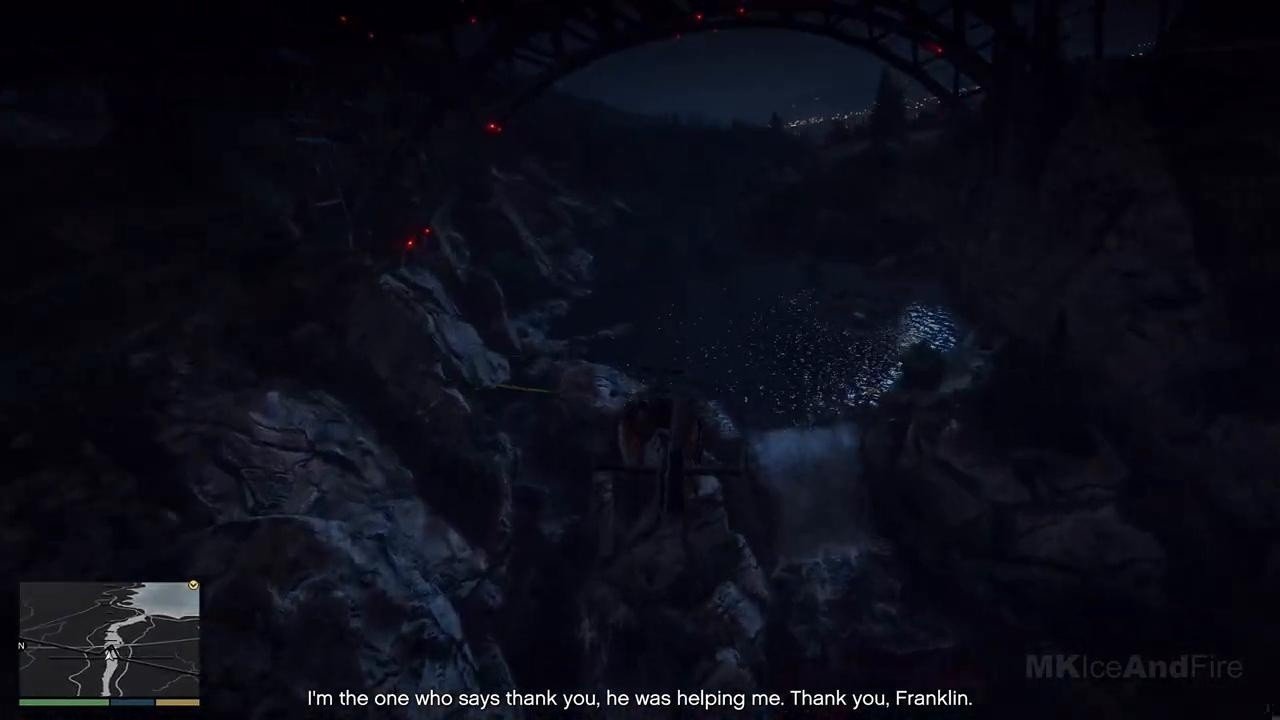 N
MKIceAndFire
I'm the one who says thank you, he was helping me. Thank you, Franklin.